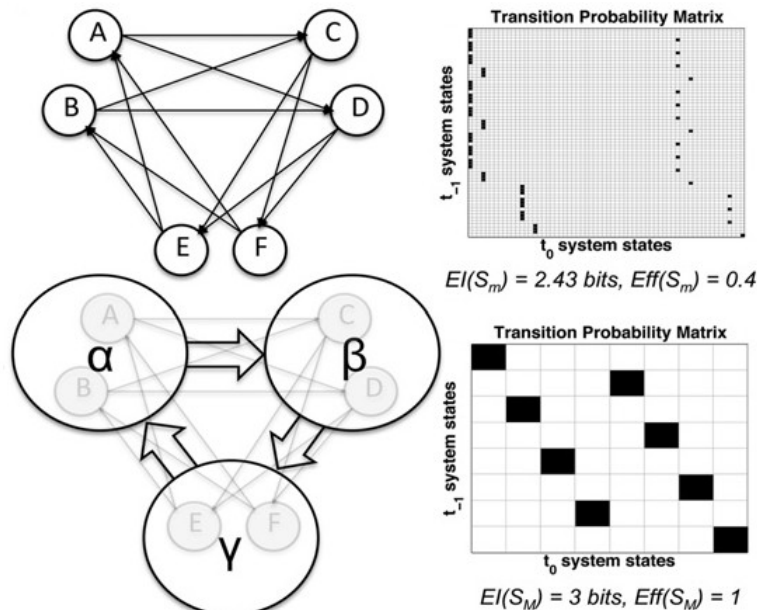 A
C
B
D
E
F
Transition Probability Matrix
t-1 system states
t0 system states
EI(Sm) = 2.43 bits, Eff(Sm) = 0.4
A
C
α
β
B
D
E
F
γ
Transition Probability Matrix
t-1 system states
t0 system states
EI(SM) = 3 bits, Eff(SM) = 1